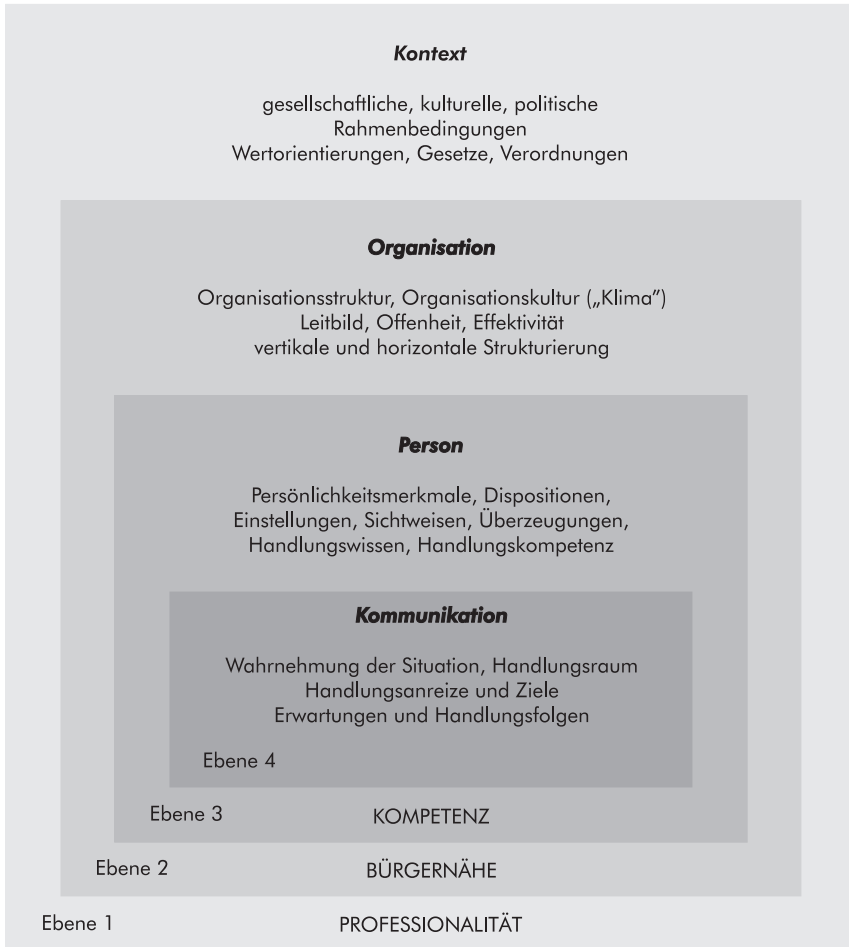 Kontext
gesellschaftliche, kulturelle, politische
Rahmenbedingungen
Wertorientierungen, Gesetze, Verordnungen
Organisation
Organisationsstruktur, Organisationskultur („Klima”)
Leitbild, Offenheit, Effektivität
vertikale und horizontale Strukturierung
Person
Persönlichkeitsmerkmale, Dispositionen,
Einstellungen, Sichtweisen, Überzeugungen,
Handlungswissen, Handlungskompetenz
Kommunikation
Wahrnehmung der Situation, Handlungsraum
Handlungsanreize und Ziele
Erwartungen und Handlungsfolgen
Ebene 4
Ebene 3 KOMPETENZ
Ebene 2 BÜRGERNÄHE
Ebene 1 PROFESSIONALITÄT